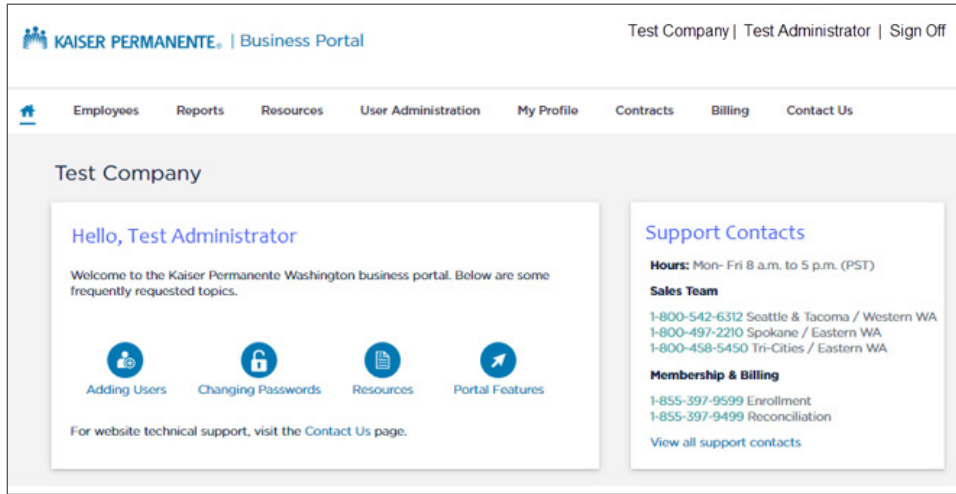 KAISER PERMANENTE® | Business Portal
Test Company | Test Administrator | Sign Off
Employees Reports Resources User Administration My Profile Contracts Billing Contact Us
Test Company
Hello, Test Administrator
Welcome to the Kaiser Permanente Washington business portal. Below are some
frequently requested topics.
Adding Users Changing Passwords Resources Portal Features
For website technical support, visit the Contact Us page.
Support Contacts
Hours: Mon- Fri 8 a.m. to 5 p.m. (PST)
Sales Team
1-800-542-6312 Seattle & Tacoma / Western WA
1-800-497-2210 Spokane / Eastern WA
1-800-458-5450 Tri-Cities / Eastern WA
Membership & Billing
1-855-397-9599 Enrollment
1-855-397-9499 Reconciliation
View all support contacts